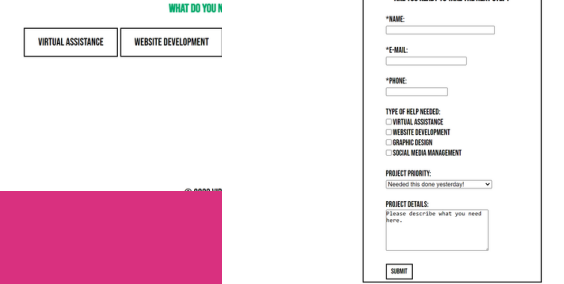 WHAT DO YOU N
VIRTUAL ASSISTANCE
WEBSITE DEVELOPMENT
*NAME:
*E-MAIL:
*PHONE:
TYPE OF HELP NEEDED:
VIRTUAL ASSISTANCE
WEBSITE DEVELOPMENT
GRAPHIC DESIGN
SOCIAL MEDIA MANAGEMENT
PROJECT PRIORITY:
Needed this done yesterday!
PROJECT DETAILS:
Please describe what you need
here.
SUBMIT